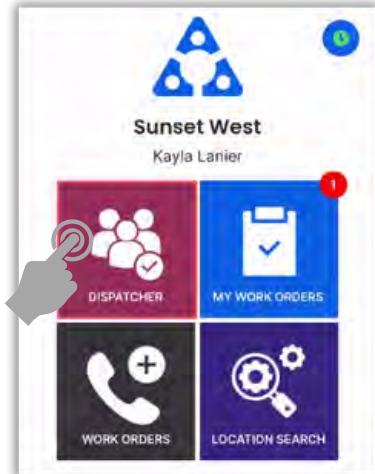 Sunset West
Kayla Lanier
1
DISPATCHER
MY WORK ORDERS
WORK ORDERS
LOCATION SEARCH